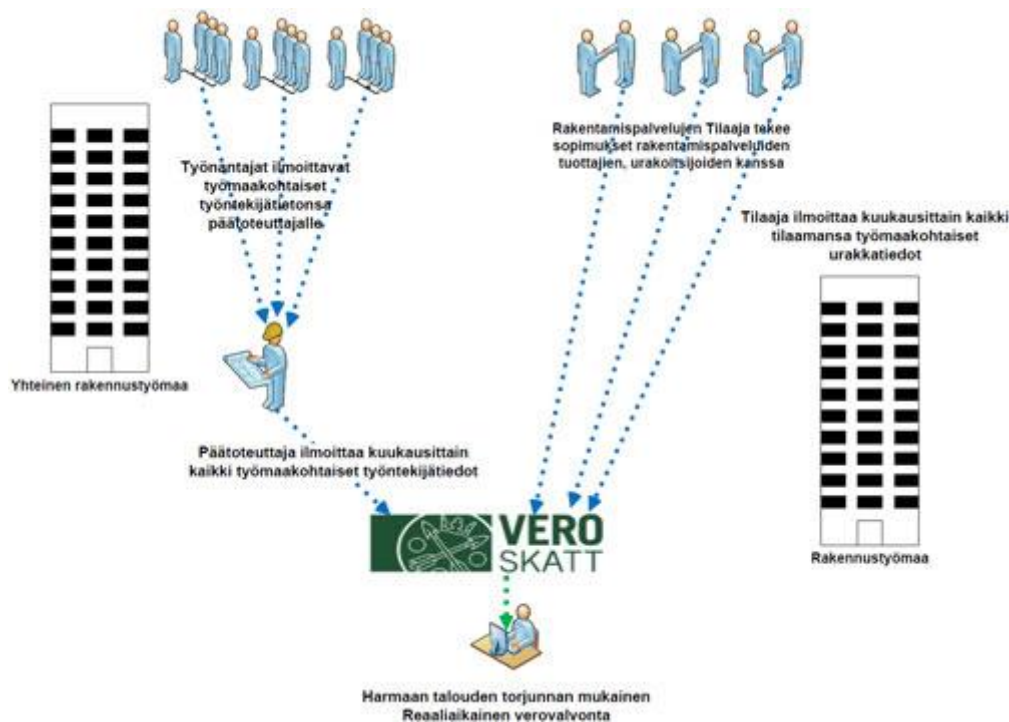 Työnantajat ilmoittavat
työmaakohtaiset
työntekijätietonsa
päätoteuttajalle
Rakentamispalvelujen Tilaaja tekee
sopimukset rakentamispalveluiden
tuottajien, urakoitsijoiden kanssa
Tilaaja ilmoittaa kuukausittain kaikki
tilaamansa työmaakohtaiset
urakkatiedot
Yhteinen rakennustyömaa
Päätoteuttaja ilmoittaa kuukausittain
kaikki työmaakohtaiset työntekijätiedot
VERO
SKATT
Rakennustyömaa
Harmaan talouden torjunnan mukainen
Reaaliaikainen verovalvonta